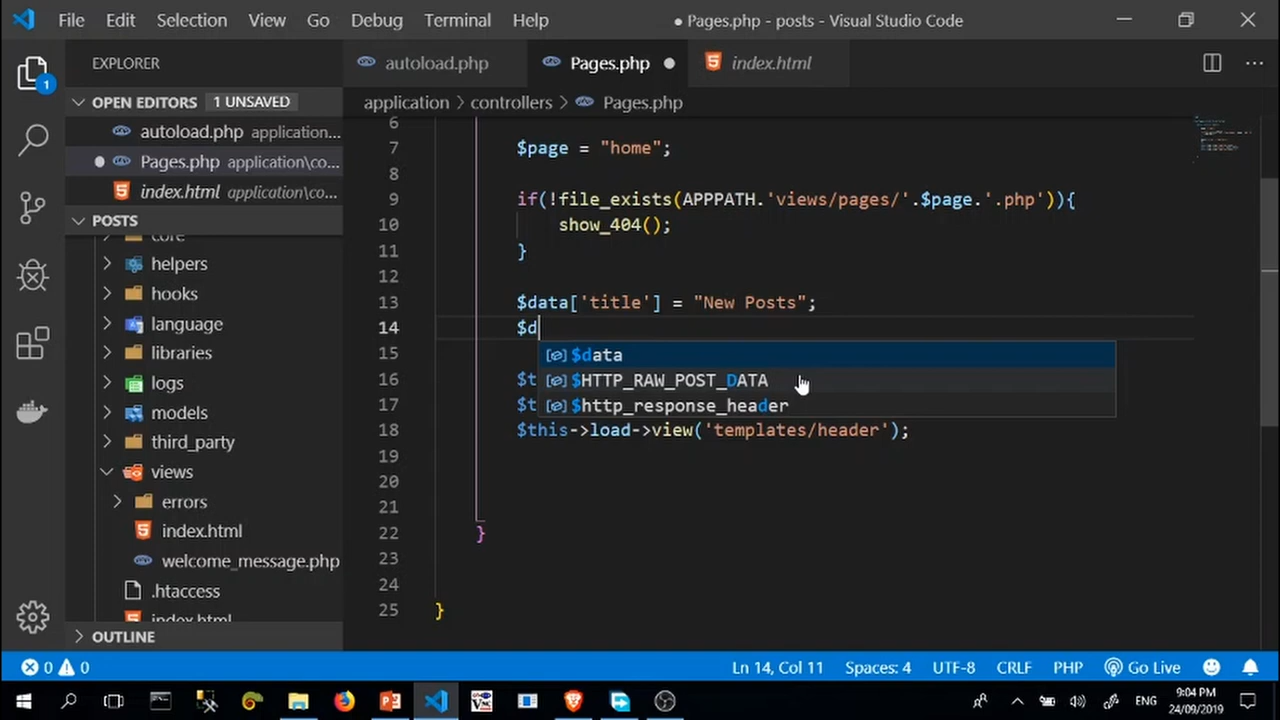 File Edit Selection View Go Debug Terminal Help ● Pages.php - posts - Visual Studio Code
EXPLORER
autoload.php
Pages.php
index.html
1
OPEN EDITORS 1 UNSAVED
autoload.php application...
Pages.php application\co...
index.html application\co...
POSTS
core
helpers
hooks
language
libraries
logs
models
third_party
views
errors
index.html
welcome_message.php
.htaccess
index.html
OUTLINE
application > controllers > Pages.php
6
7 $page = "home";
8
9 if(!file_exists(APPPATH.'views/pages/'.$page.'.php')){
10 show_404();
11 }
12
13 $data['title'] = "New Posts";
14 $d
$data
$HTTP_RAW_POST_DATA
$http_response_header
15
16 $t
17 $t
18 $this->load->view('templates/header');
19
20
21
22 }
23
24
25 }
0 0 Ln 14, Col 11 Spaces: 4 UTF-8 CRLF PHP Go Live
ENG 9:04 PM
24/09/2019